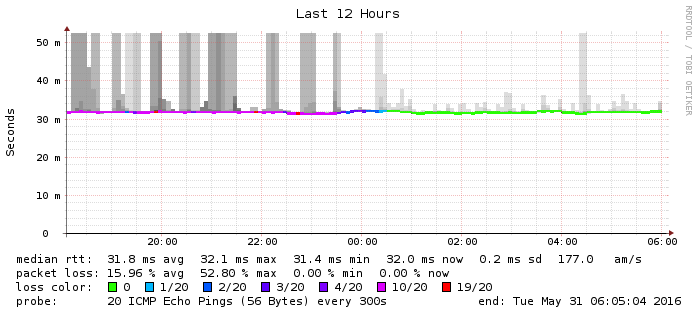 Last 12 Hours
RRDTOOL / TOBI OETIKER
Seconds
50 m
40 m
30 m
20 m
10 m
0
20:00 22:00 00:00 02:00 04:00 06:00
median rtt: 31.8 ms avg 32.1 ms max 31.4 ms min 32.0 ms now 0.2 ms sd 177.0 am/s
packet loss: 15.96 % avg 52.80 % max 0.00 % min 0.00 % now
loss color: 0 1/20 2/20 3/20 4/20 10/20 19/20
probe: 20 ICMP Echo Pings (56 Bytes) every 300s end: Tue May 31 06:05:04 2016